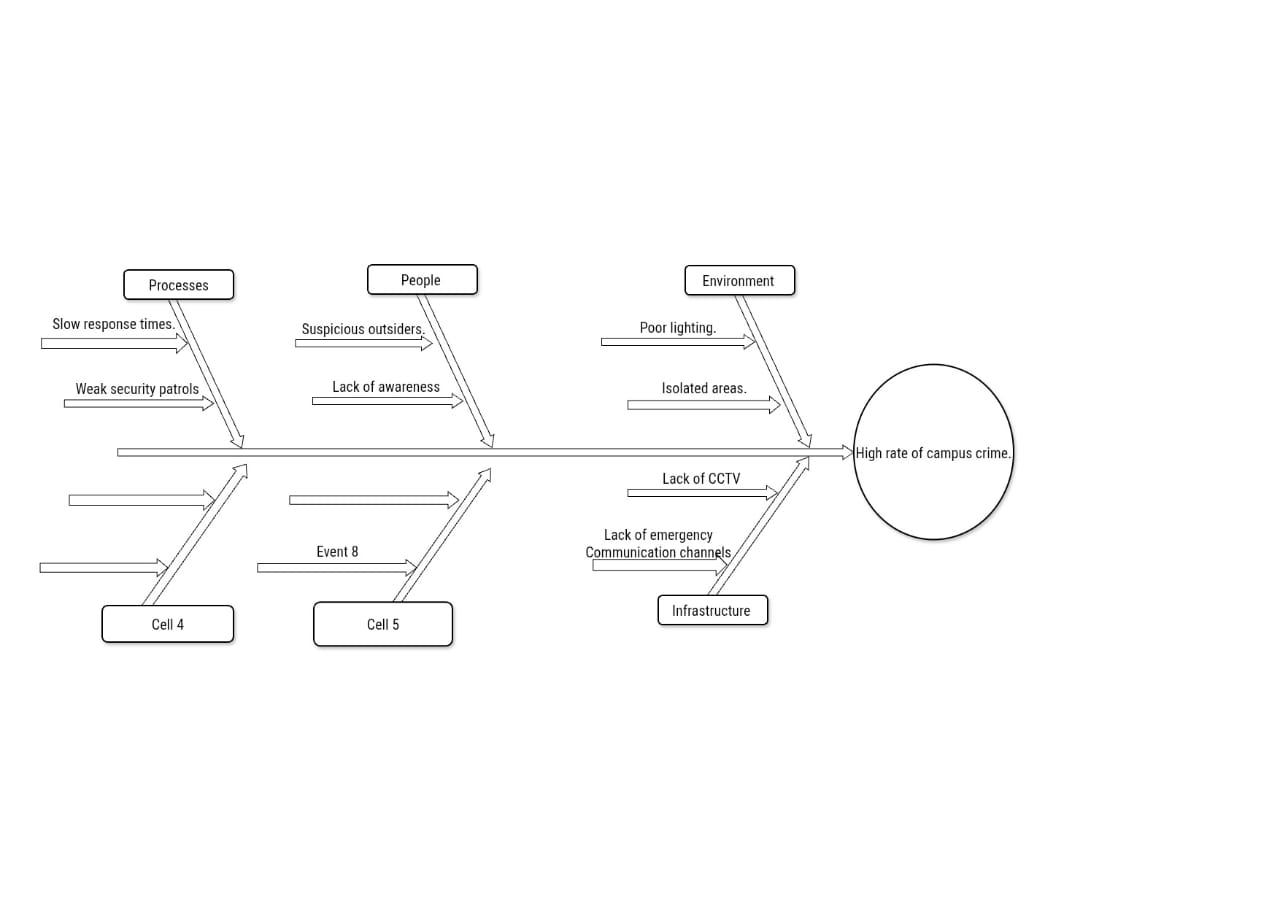 Processes
People
Environment
Slow response times.
Suspicious outsiders.
Poor lighting.
Weak security patrols
Lack of awareness
Isolated areas.
High rate of campus crime.
Lack of CCTV
Lack of emergency
Communication channels
Event 8
Cell 4
Cell 5
Infrastructure